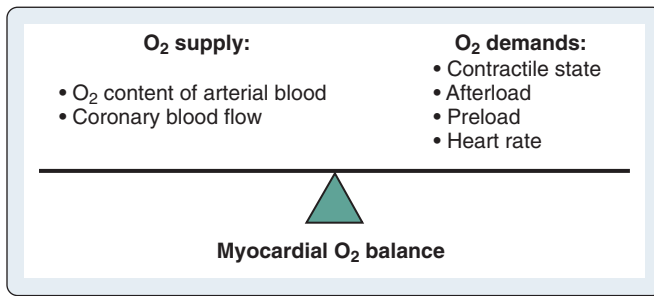 O₂ supply:
• O₂ content of arterial blood
• Coronary blood flow
O₂ demands:
• Contractile state
• Afterload
• Preload
• Heart rate
Myocardial O₂ balance